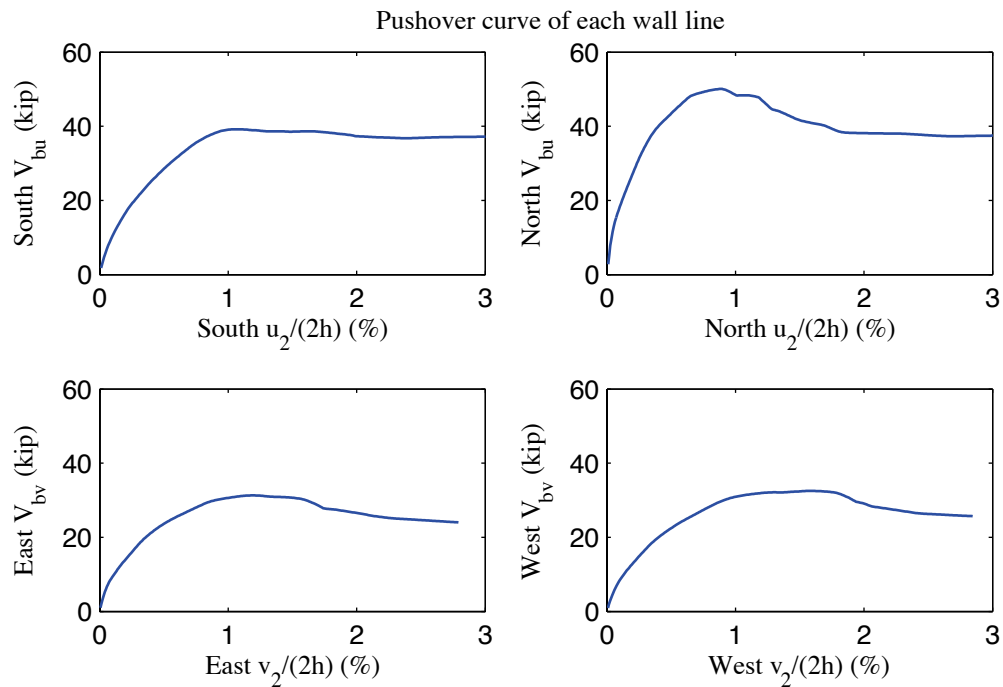 Pushover curve of each wall line
South V_bu (kip)
60
40
20
0
0 1 2 3
South u_2/(2h) (%)
North V_bu (kip)
60
40
20
0
0 1 2 3
North u_2/(2h) (%)
East V_bv (kip)
60
40
20
0
0 1 2 3
East v_2/(2h) (%)
West V_bv (kip)
60
40
20
0
0 1 2 3
West v_2/(2h) (%)